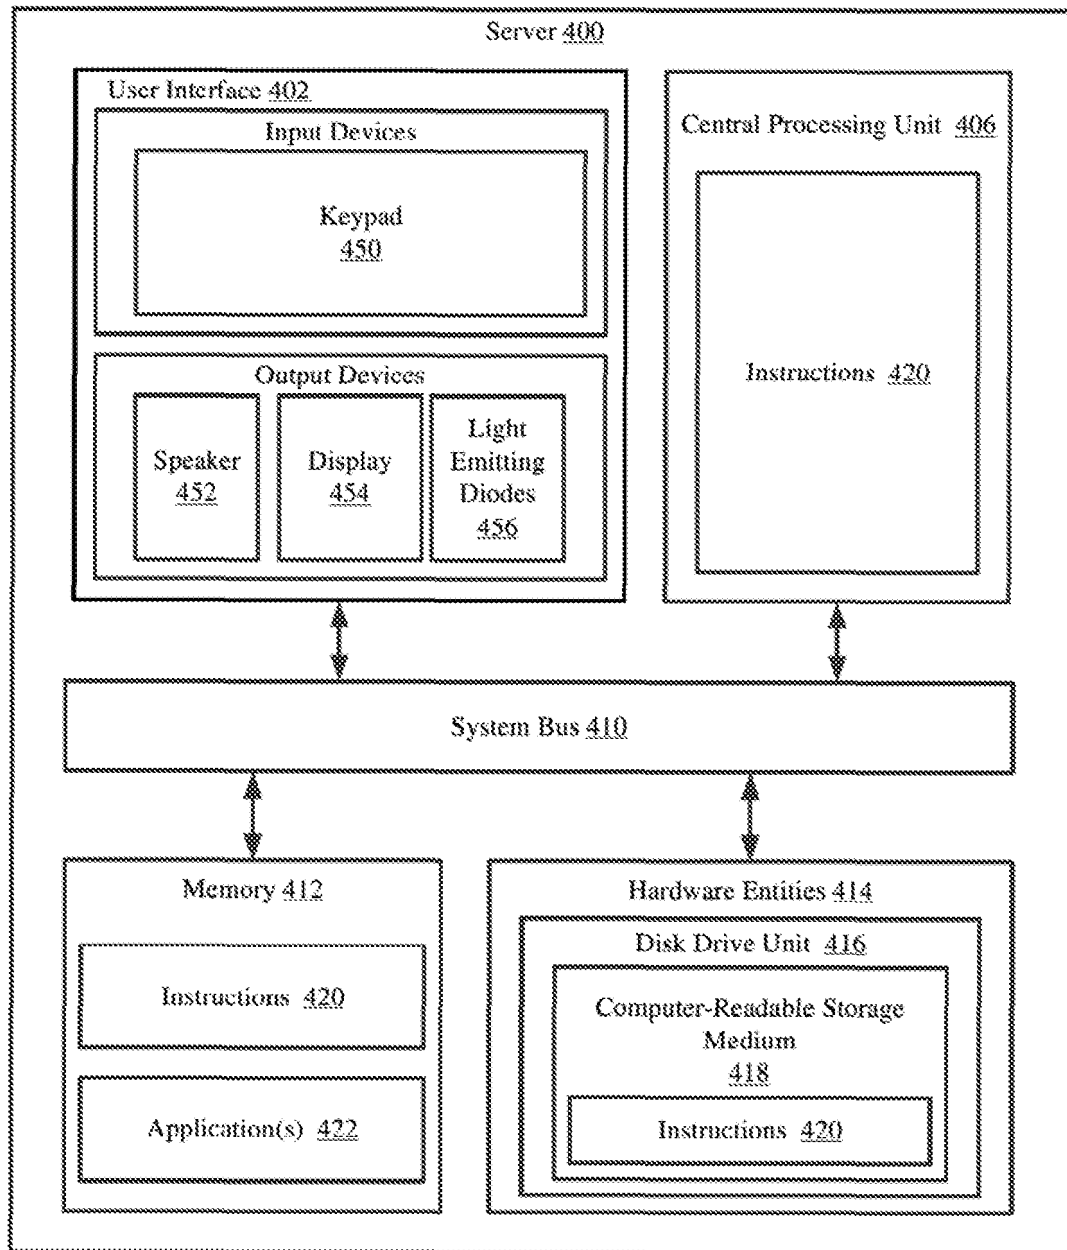 Server 400
User Interface 402
Input Devices
Keypad
450
Output Devices
Speaker
452
Display
454
Light
Emitting
Diodes
456
Central Processing Unit 406
Instructions 420
System Bus 410
Memory 412
Instructions 420
Application(s) 422
Hardware Entities 414
Disk Drive Unit 416
Computer-Readable Storage
Medium
418
Instructions 420